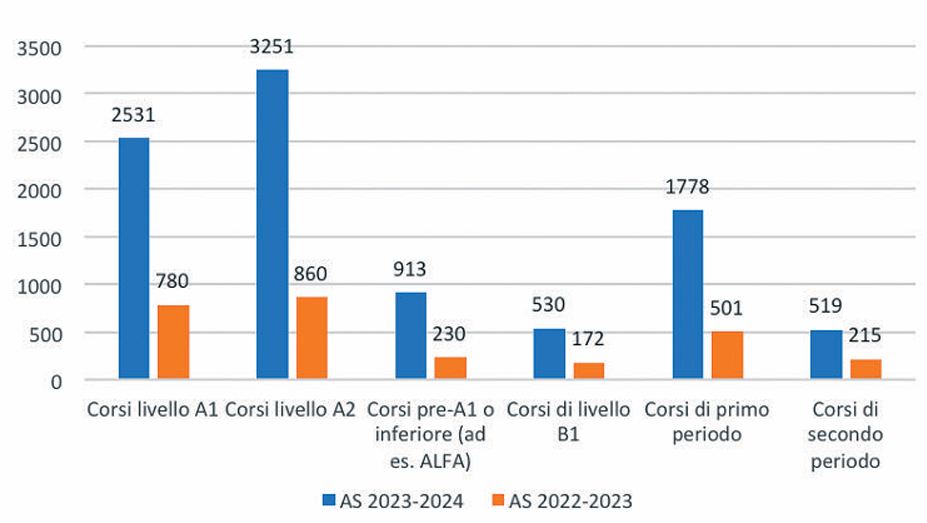 3500
3000
2500
2000
1500
1000
500
0
2531
780
3251
860
913
230
530
172
1778
501
519
215
Corsi livello A1
Corsi livello A2
Corsi pre-A1 o
inferiore (ad
es. ALFA)
Corsi di livello
B1
Corsi di primo
periodo
Corsi di
secondo
periodo
AS 2023-2024
AS 2022-2023